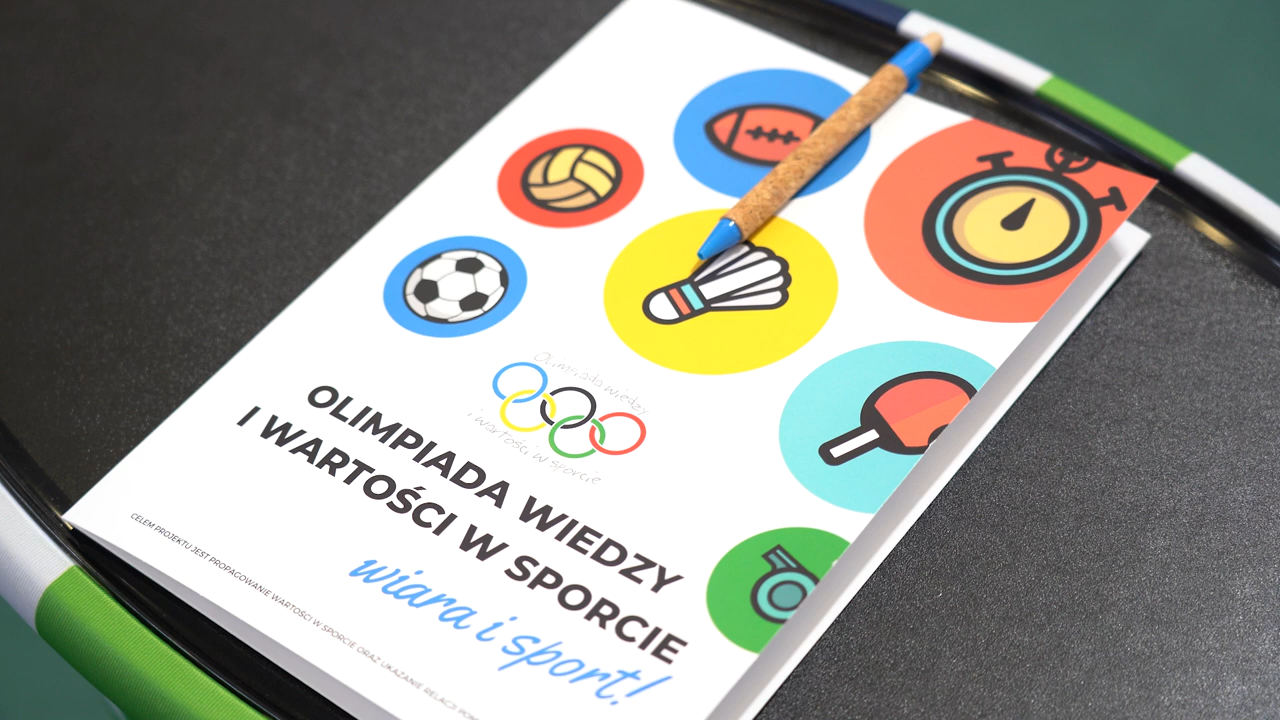 Olimpiada wiedzy
i wartości w sporcie
OLIMPIADA WIEDZY
I WARTOŚCI W SPORCIE
wiara i sport!
CELEM PROJEKTU JEST PROPAGOWANIE WARTOŚCI W SPORCIE ORAZ UKAZANIE RELACJI